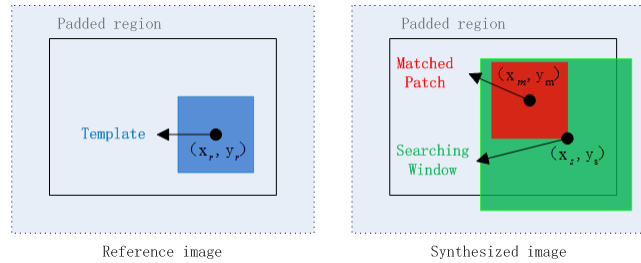 Padded region
Template
(x_r, y_r)
Reference image
Padded region
Matched
Patch
(x_m, y_m)
Searching
Window
(x_s, y_s)
Synthesized image